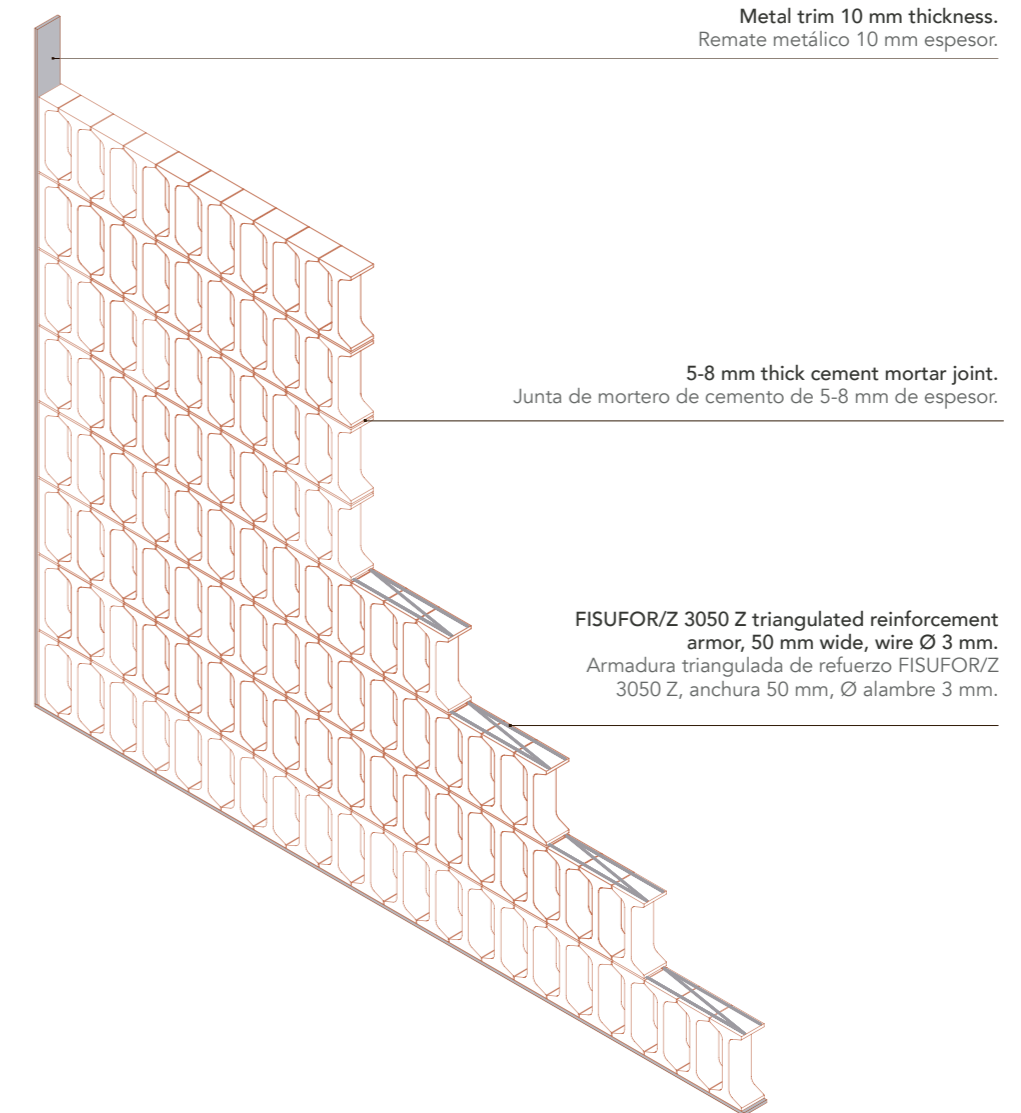 Metal trim 10 mm thickness.
Remate metálico 10 mm espesor.
5-8 mm thick cement mortar joint.
Junta de mortero de cemento de 5-8 mm de espesor.
FISUFOR/Z 3050 Z triangulated reinforcement
armor, 50 mm wide, wire Ø 3 mm.
Armadura triangulada de refuerzo FISUFOR/Z
3050 Z, anchura 50 mm, Ø alambre 3 mm.